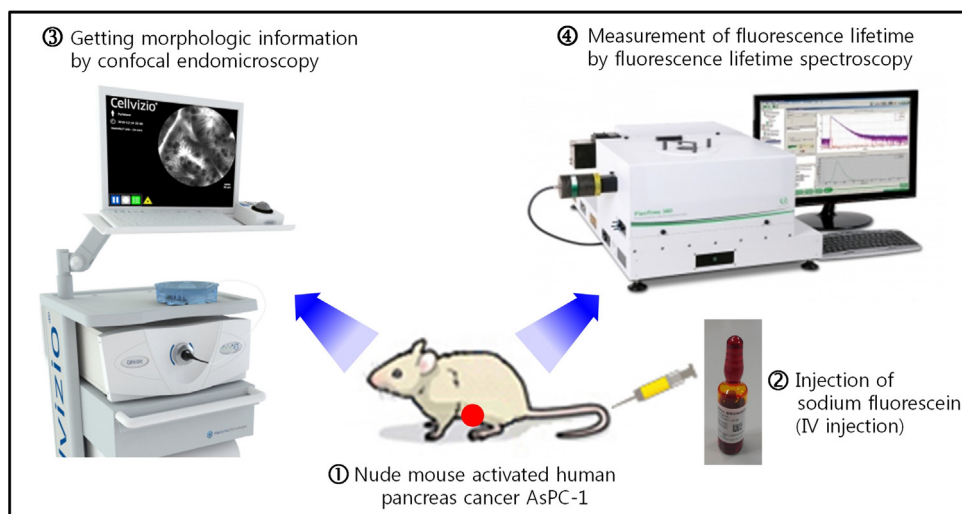 ③ Getting morphologic information
by confocal endomicroscopy
④ Measurement of fluorescence lifetime
by fluorescence lifetime spectroscopy
Cellvizio
② Injection of
sodium fluorescein
(IV injection)
① Nude mouse activated human
pancreas cancer AsPC-1